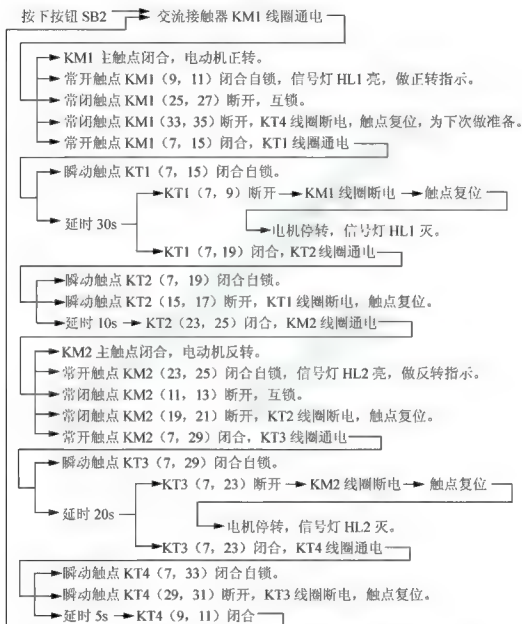 按下按钮 SB2 交流接触器 KM1 线圈通电
KM1 主触点闭合，电动机正转。
常开触点 KM1（9，11）闭合自锁，信号灯 HL1 亮，做正转指示。
常闭触点 KM1（25，27）断开，互锁。
常闭触点 KM1（33，35）断开，KT4 线圈断电，触点复位，为下次做准备。
常开触点 KM1（7，15）闭合，KT1 线圈通电
瞬动触点 KT1（7，15）闭合自锁。
KT1（7，9）断开 KM1 线圈断电 触点复位
延时 30s
电机停转，信号灯 HL1 灭。
KT1（7,19）闭合，KT2 线圈通电
瞬动触点 KT2（7，19）闭合自锁。
瞬动触点 KT2（15，17）断开，KT1 线圈断电，触点复位。
延时 10s KT2（23，25）闭合，KM2 线圈通电
KM2 主触点闭合，电动机反转。
常开触点 KM2（23，25）闭合自锁，信号灯 HL2 亮，做反转指示。
常闭触点 KM2（11，13）断开，互锁。
常闭触点 KM2（19，21）断开，KT2 线圈断电，触点复位。
常开触点 KM2（7，29）闭合，KT3 线圈通电
瞬动触点 KT3（7，29）闭合自锁。
KT3（7，23）断开 KM2 线圈断电 触点复位
延时 20s
电机停转，信号灯 HL2 灭。
KT3（7，23）闭合，KT4 线圈通电
瞬动触点 KT4（7，33）闭合自锁。
瞬动触点 KT4（29，31）断开，KT3 线圈断电，触点复位。
延时 5s KT4（9，11）闭合